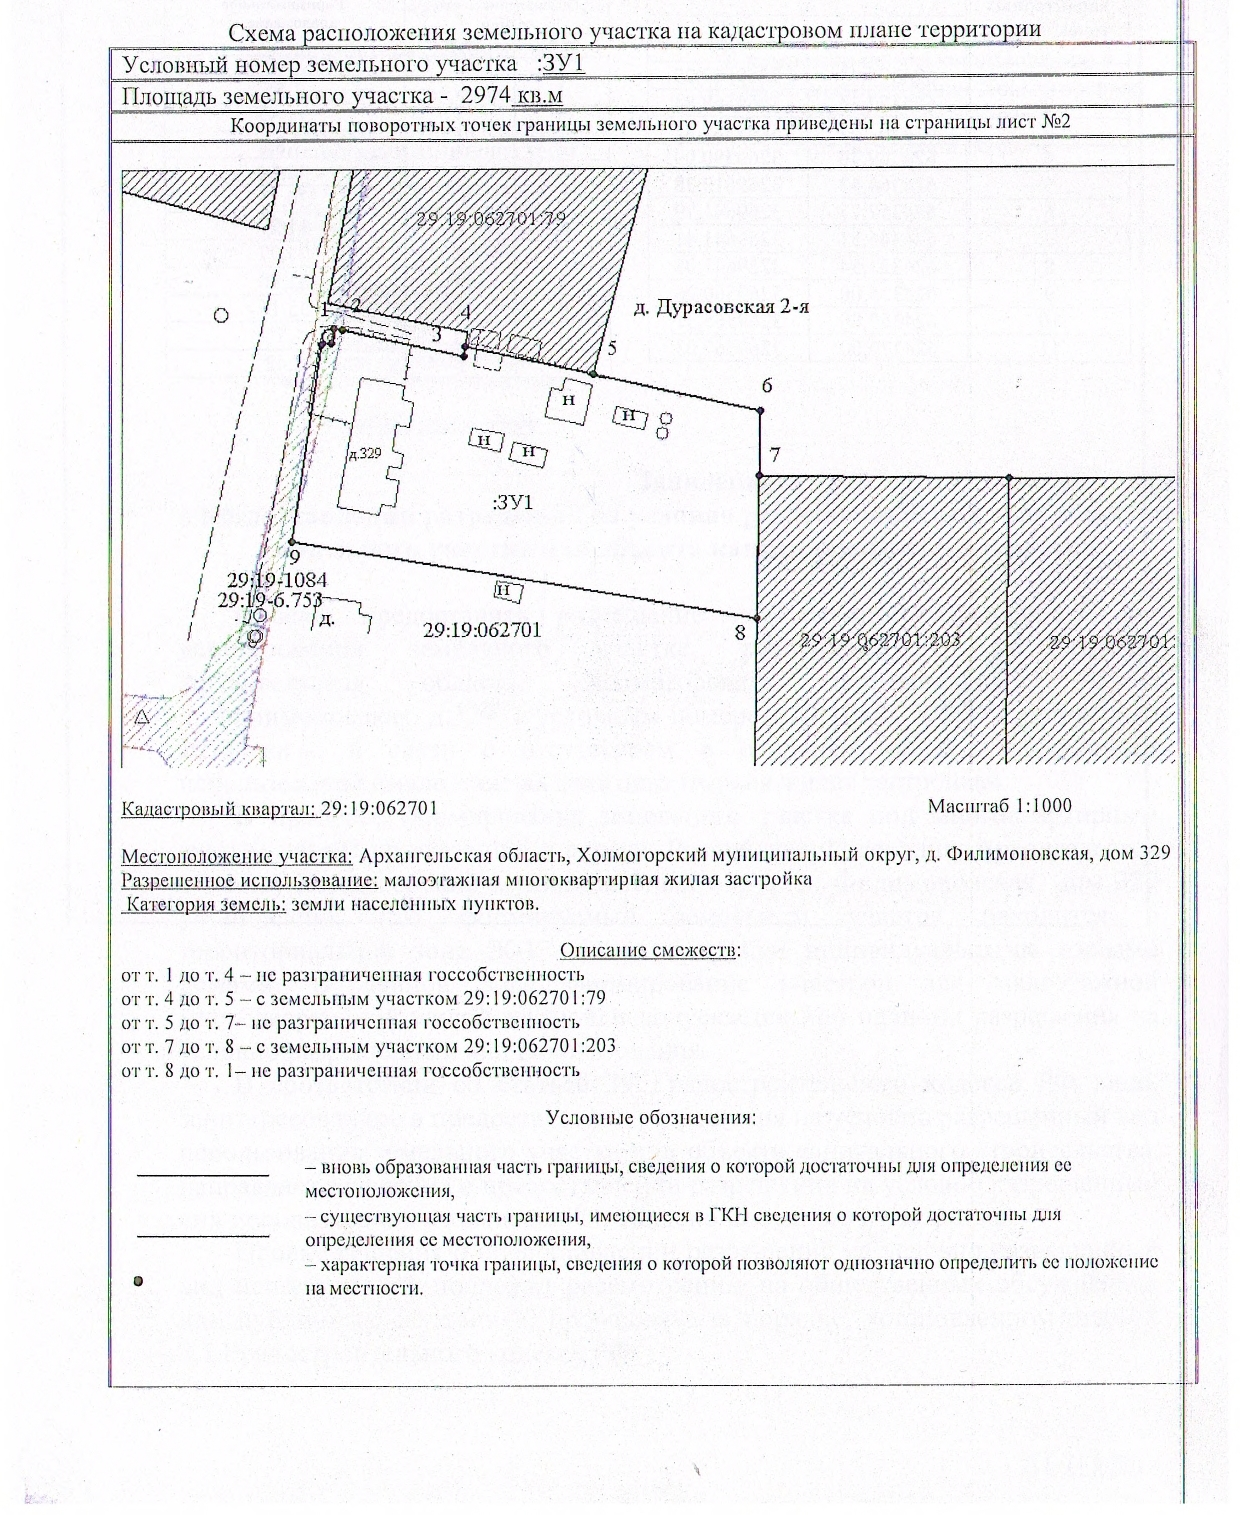 Схема расположения земельного участка на кадастровом плане территории
Условный номер земельного участка :ЗУ1
Площадь земельного участка - 2974 кв.м
Координаты поворотных точек границы земельного участка приведены на страницы лист №2
29:19:062701:79
д. Дурасовская 2-я
1
2
3
4
5
6
7
Н
Н
Н
Н
д.329
:ЗУ1
9
29:19-1084
29:19-6.753
д.
Н
29:19:062701
8
29:19:062701:203
29:19:062701:
Кадастровый квартал: 29:19:062701
Масштаб 1:1000
Местоположение участка: Архангельская область, Холмогорский муниципальный округ, д. Филимоновская, дом 329
Разрешенное использование: малоэтажная многоквартирная жилая застройка
Категория земель: земли населенных пунктов.
Описание смежеств:
от т. 1 до т. 4 – не разграниченная госсобственность
от т. 4 до т. 5 – с земельным участком 29:19:062701:79
от т. 5 до т. 7– не разграниченная госсобственность
от т. 7 до т. 8 – с земельным участком 29:19:062701:203
от т. 8 до т. 1– не разграниченная госсобственность
Условные обозначения:
– вновь образованная часть границы, сведения о которой достаточны для определения ее
местоположения,
– существующая часть границы, имеющиеся в ГКН сведения о которой достаточны для
определения ее местоположения,
– характерная точка границы, сведения о которой позволяют однозначно определить ее положение
на местности.